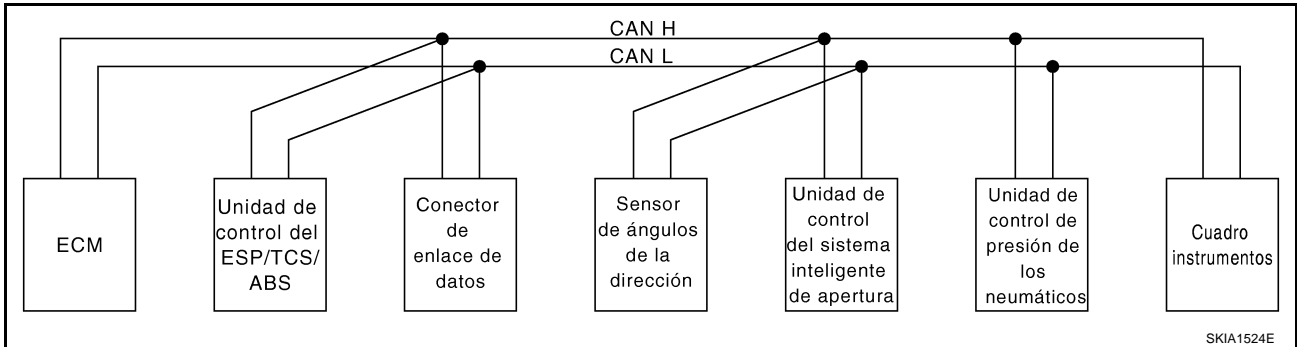 CAN H
CAN L
ECM
Unidad de
control del
ESP/TCS/
ABS
Conector
de
enlace de
datos
Sensor
de ángulos
de la
dirección
Unidad de
control
del sistema
inteligente
de apertura
Unidad de
control de
presión de
los
neumáticos
Cuadro
instrumentos
SKIA1524E